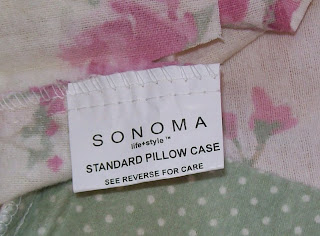 SONOMA
life+style™
STANDARD PILLOW CASE
SEE REVERSE FOR CARE